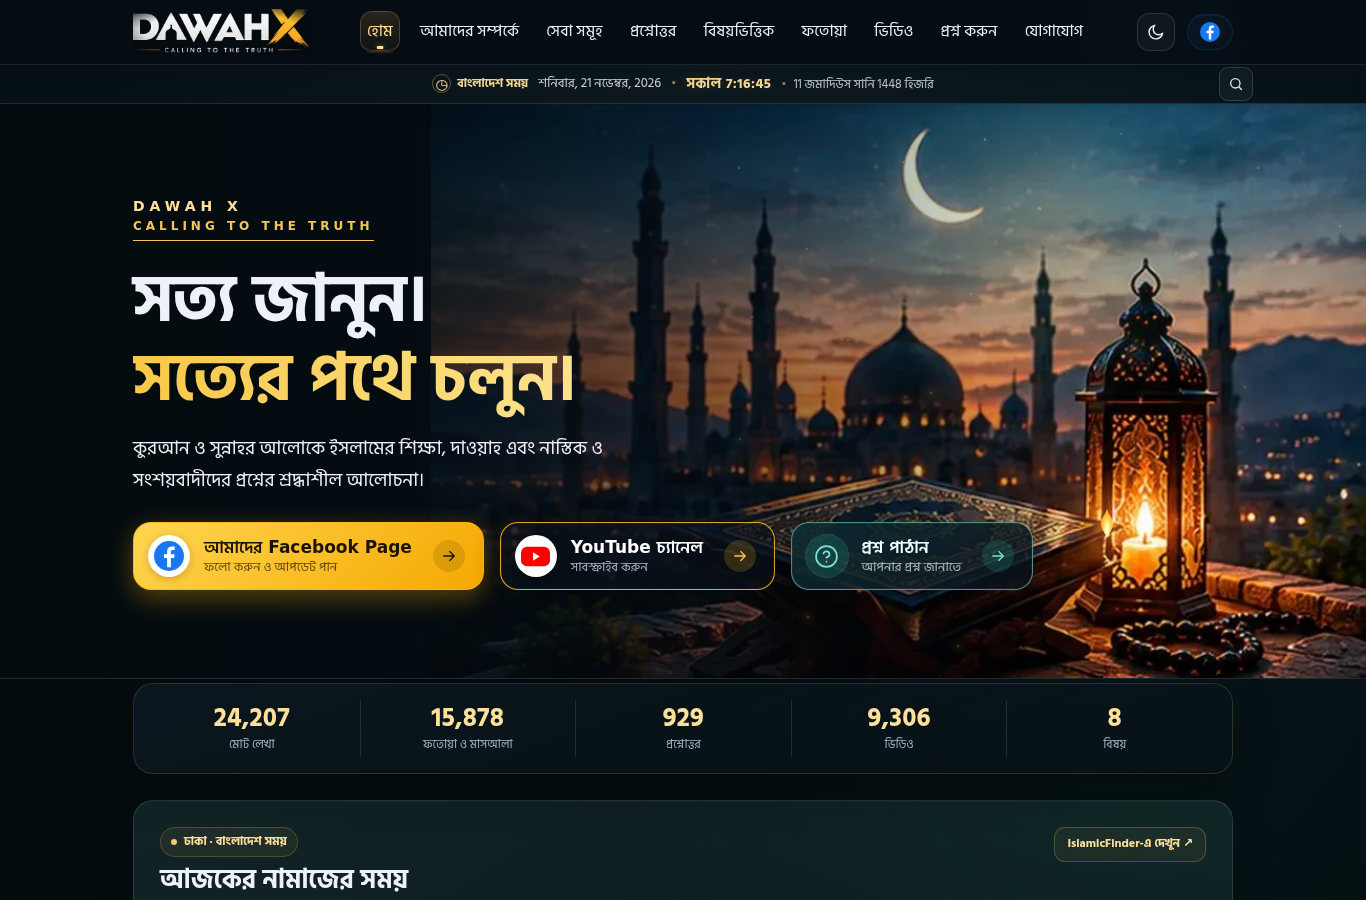 DAWAHX
CALLING TO THE TRUTH
হোম
আমাদের সম্পর্কে
সেবা সমূহ
প্রশ্নোত্তর
বিষয়ভিত্তিক
ফতোয়া
ভিডিও
প্রশ্ন করুন
যোগাযোগ
বাংলাদেশ সময় শনিবার, 21 নভেম্বর, 2026 • সকাল 7:16:45 • 11 জমাদিউস সানি 1448 হিজরি
DAWAH X
CALLING TO THE TRUTH
সত্য জানুন।
সত্যের পথে চলুন।
কুরআন ও সুন্নাহর আলোকে ইসলামের শিক্ষা, দাওয়াহ এবং নাস্তিক ও
সংশয়বাদীদের প্রশ্নের শ্রদ্ধাশীল আলোচনা।
আমাদের Facebook Page
ফলো করুন ও আপডেট পান
YouTube চ্যানেল
সাবস্ক্রাইব করুন
প্রশ্ন পাঠান
আপনার প্রশ্ন জানাতে
24,207
মোট লেখা
15,878
ফতোয়া ও মাসআলা
929
প্রশ্নোত্তর
9,306
ভিডিও
8
বিষয়
ঢাকা · বাংলাদেশ সময়
IslamicFinder-এ দেখুন ↗
আজকের নামাজের সময়